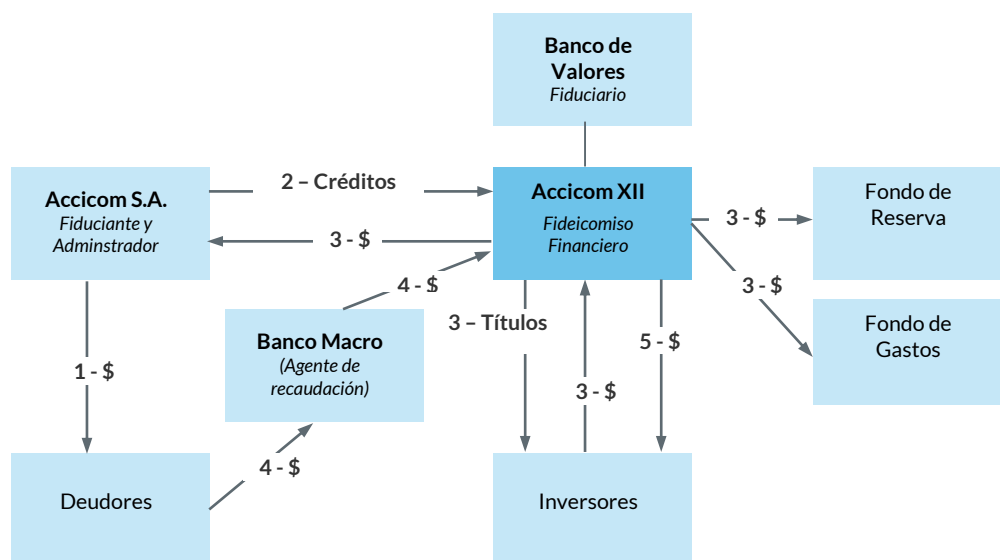 Banco de
Valores
Fiduciario
Accicom S.A.
Fiduciante y
Adminstrador
2 – Créditos
3 - $
Accicom XII
Fideicomiso
Financiero
3 - $
Fondo de
Reserva
3 - $
Fondo de
Gastos
4 - $
Banco Macro
(Agente de
recaudación)
3 – Títulos
5 - $
1 - $
3 - $
4 - $
Deudores
Inversores